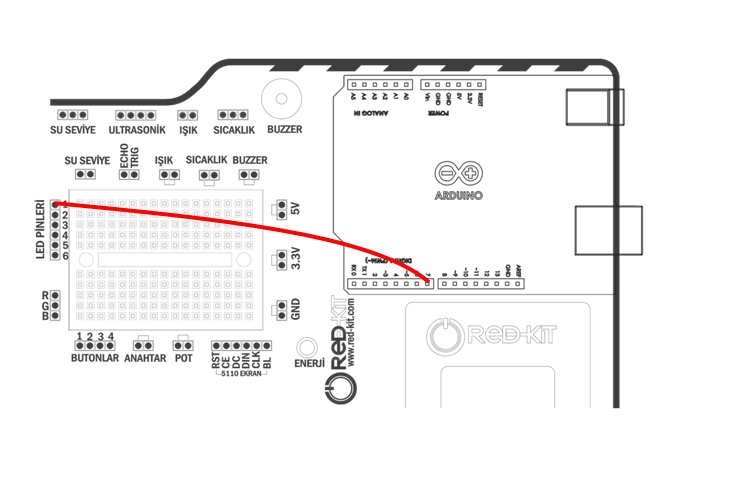 A5 A4 A3 A2 A1 A0
ANALOG IN
Vin GND GND 5V 3.3V RESET
POWER
SU SEVİYE ULTRASONİK IŞIK SICAKLIK BUZZER
SU SEVİYE ECHO TRIG IŞIK SICAKLIK BUZZER
ARDUINO
LED PİNLERİ
1
2
3
4
5
6
5V
3.3V
GND
RX 0 TX 1 2 ~3 4 ~5 7
8 ~9 ~10 ~11 12 13 GND AREF
R
G
B
1 2 3 4
BUTONLAR ANAHTAR POT
RST CE DC DIN CLK BL
5110 EKRAN
ENERJİ
ReD-KiT
www.red-kit.com
ReD-KiT